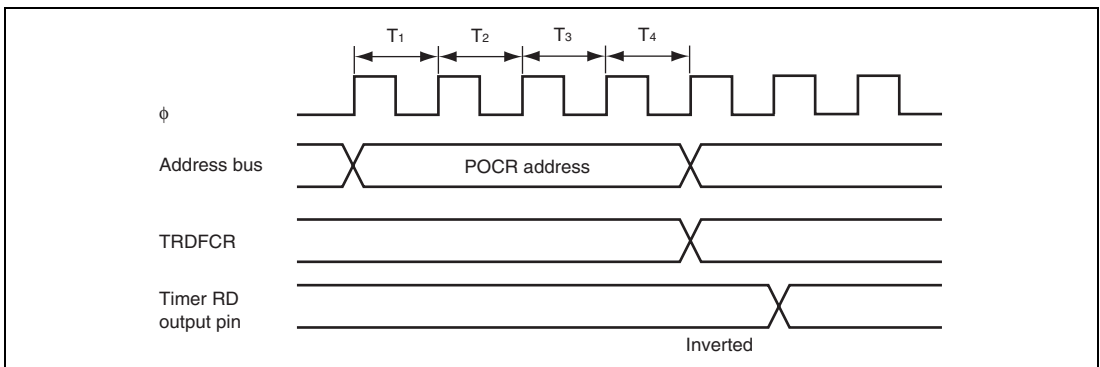 T1 T2 T3 T4
ϕ
Address bus
POCR address
TRDFCR
Timer RD
output pin
Inverted